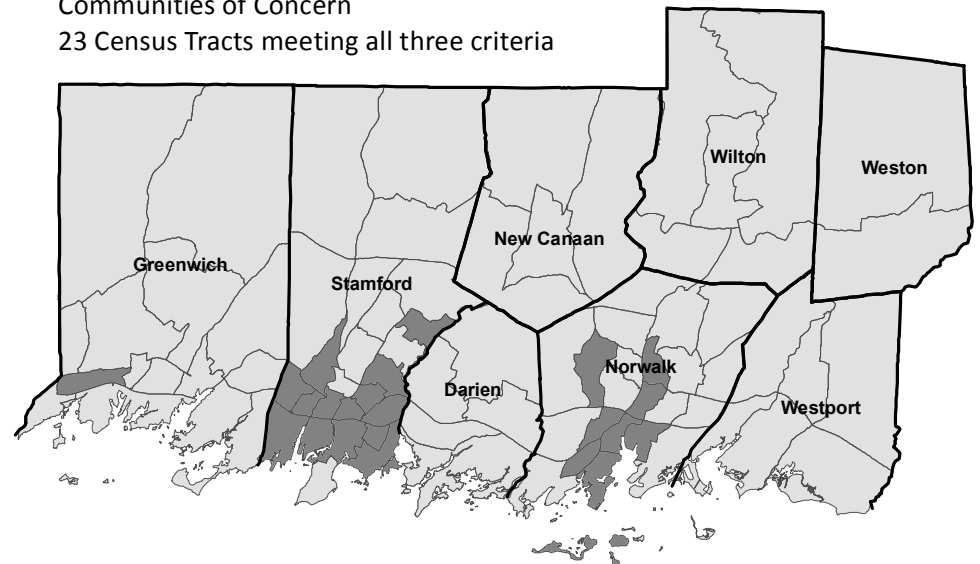 Communities of Concern
23 Census Tracts meeting all three criteria
Wilton
Weston
New Canaan
Greenwich
Stamford
Norwalk
Darien
Westport